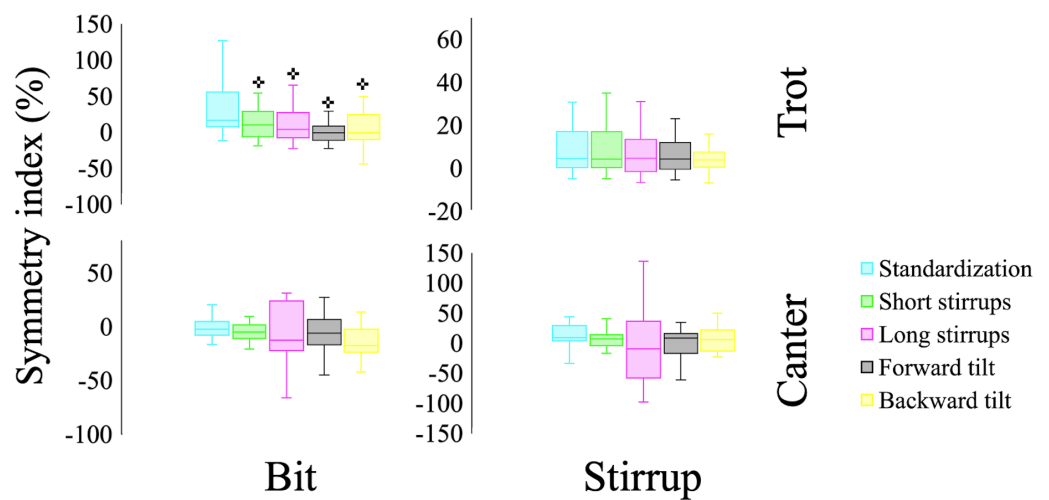 Symmetry index (%)
150
100
50
0
-50
-100
60
40
20
0
-20
Trot
50
0
-50
-100
150
100
50
0
-50
-100
-150
Canter
Standardization
Short stirrups
Long stirrups
Forward tilt
Backward tilt
Bit
Stirrup